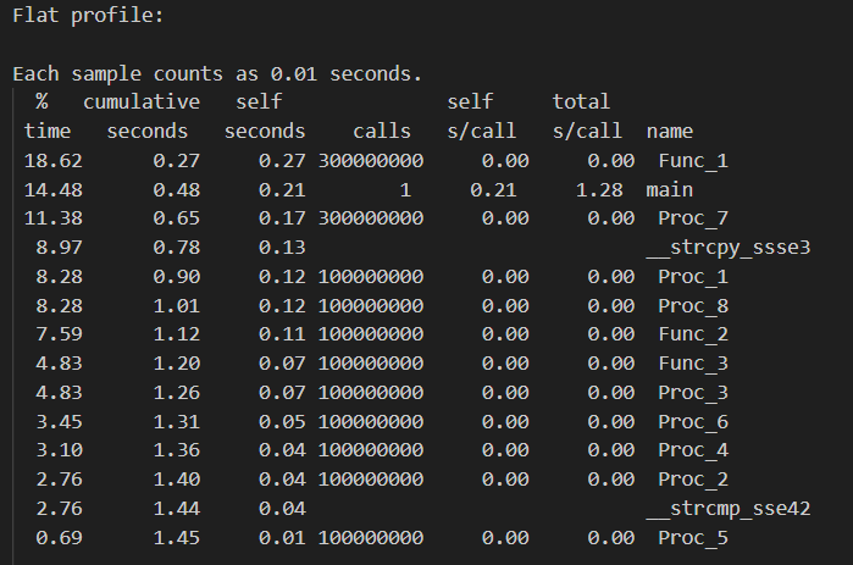 Flat profile:
Each sample counts as 0.01 seconds.
% cumulative self self total
time seconds seconds calls s/call s/call name
18.62 0.27 0.27 300000000 0.00 0.00 Func_1
14.48 0.48 0.21 1 0.21 1.28 main
11.38 0.65 0.17 300000000 0.00 0.00 Proc_7
8.97 0.78 0.13 __strcpy_ssse3
8.28 0.90 0.12 100000000 0.00 0.00 Proc_1
8.28 1.01 0.12 100000000 0.00 0.00 Proc_8
7.59 1.12 0.11 100000000 0.00 0.00 Func_2
4.83 1.20 0.07 100000000 0.00 0.00 Func_3
4.83 1.26 0.07 100000000 0.00 0.00 Proc_3
3.45 1.31 0.05 100000000 0.00 0.00 Proc_6
3.10 1.36 0.04 100000000 0.00 0.00 Proc_4
2.76 1.40 0.04 100000000 0.00 0.00 Proc_2
2.76 1.44 0.04 __strcmp_sse42
0.69 1.45 0.01 100000000 0.00 0.00 Proc_5